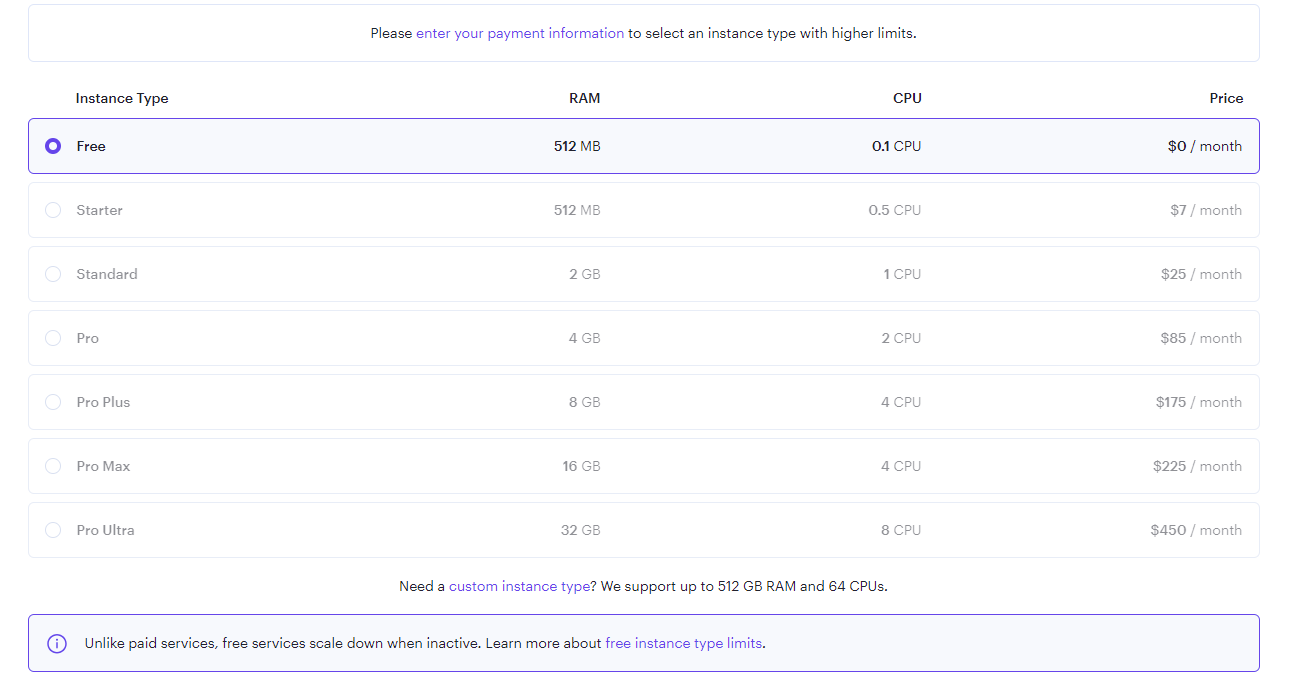 Please enter your payment information to select an instance type with higher limits.
Instance Type RAM CPU Price
Free 512 MB 0.1 CPU $0 / month
Starter 512 MB 0.5 CPU $7 / month
Standard 2 GB 1 CPU $25 / month
Pro 4 GB 2 CPU $85 / month
Pro Plus 8 GB 4 CPU $175 / month
Pro Max 16 GB 4 CPU $225 / month
Pro Ultra 32 GB 8 CPU $450 / month
Need a custom instance type? We support up to 512 GB RAM and 64 CPUs.
Unlike paid services, free services scale down when inactive. Learn more about free instance type limits.